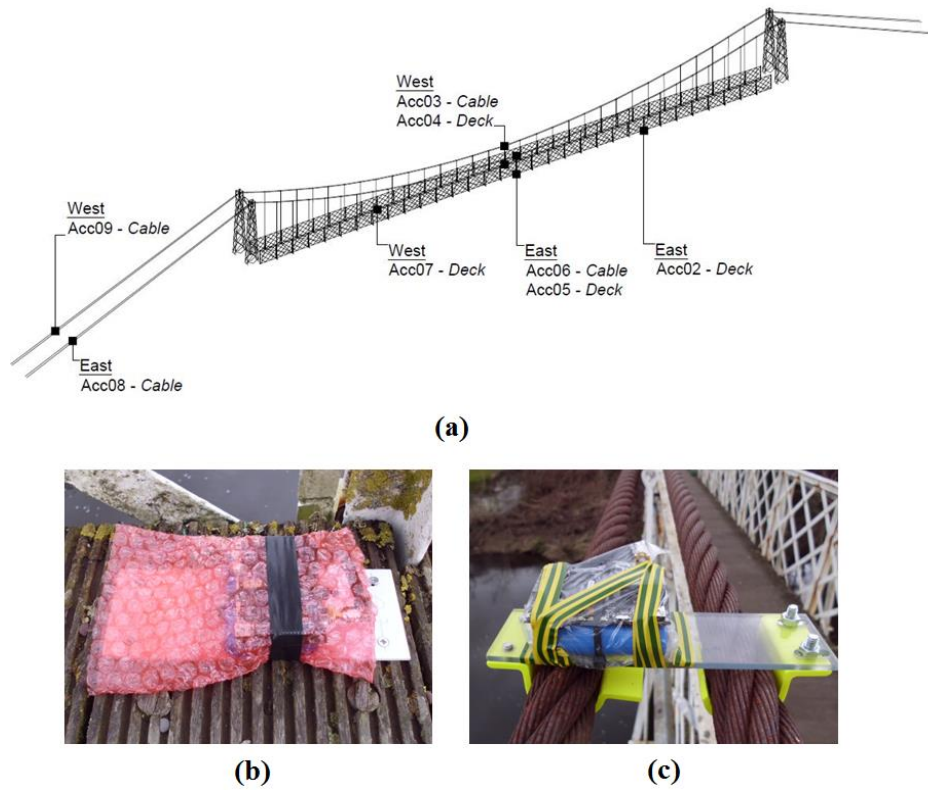 West
Acc03 - Cable
Acc04 - Deck
West
Acc09 - Cable
West
Acc07 - Deck
East
Acc06 - Cable
Acc05 - Deck
East
Acc02 - Deck
East
Acc08 - Cable
(a)
(b)
(c)